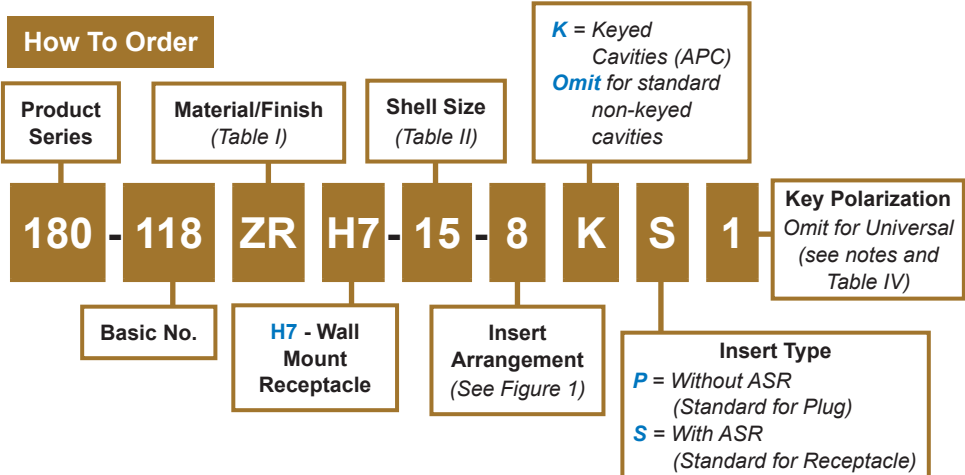 How To Order
K = Keyed
Cavities (APC)
Omit for standard
non-keyed
cavities
Product
Series
Material/Finish
(Table I)
Shell Size
(Table II)
180 - 118 ZR H7 - 15 - 8 K S 1
Key Polarization
Omit for Universal
(see notes and
Table IV)
Basic No.
H7 - Wall
Mount
Receptacle
Insert
Arrangement
(See Figure 1)
Insert Type
P = Without ASR
(Standard for Plug)
S = With ASR
(Standard for Receptacle)